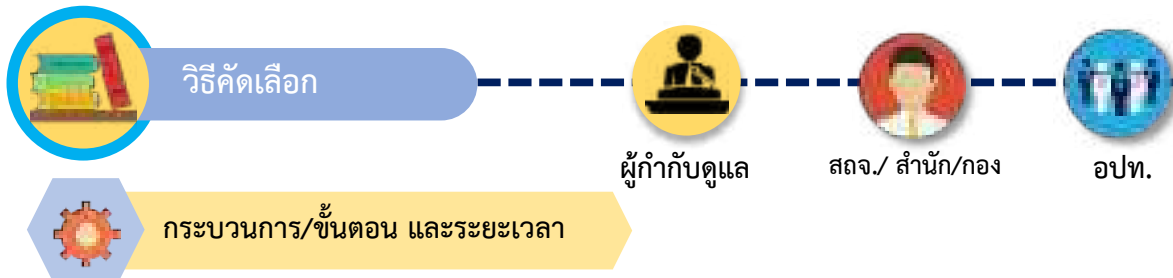 วิธีคัดเลือก
ผู้กำกับดูแล
สถจ./ สำนัก/กอง
อปท.
กระบวนการ/ขั้นตอน และระยะเวลา